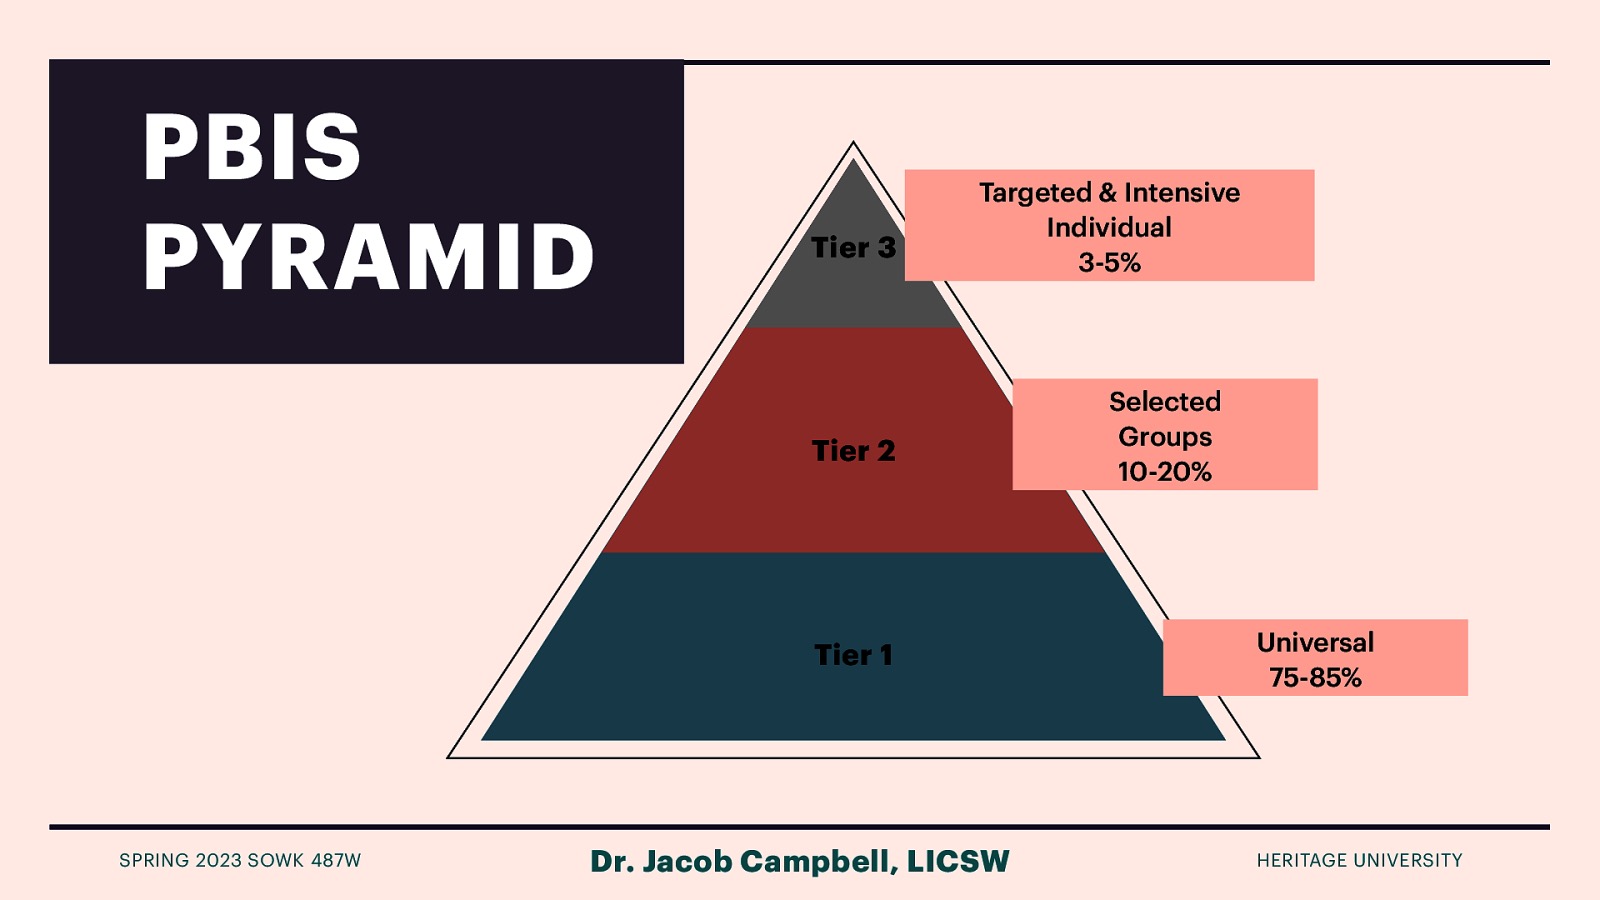 PBIS
PYRAMID
Tier 3
Targeted & Intensive
Individual
3-5%
Tier 2
Selected
Groups
10-20%
Tier 1
Universal
75-85%
SPRING 2023 SOWK 487W
Dr. Jacob Campbell, LICSW
HERITAGE UNIVERSITY